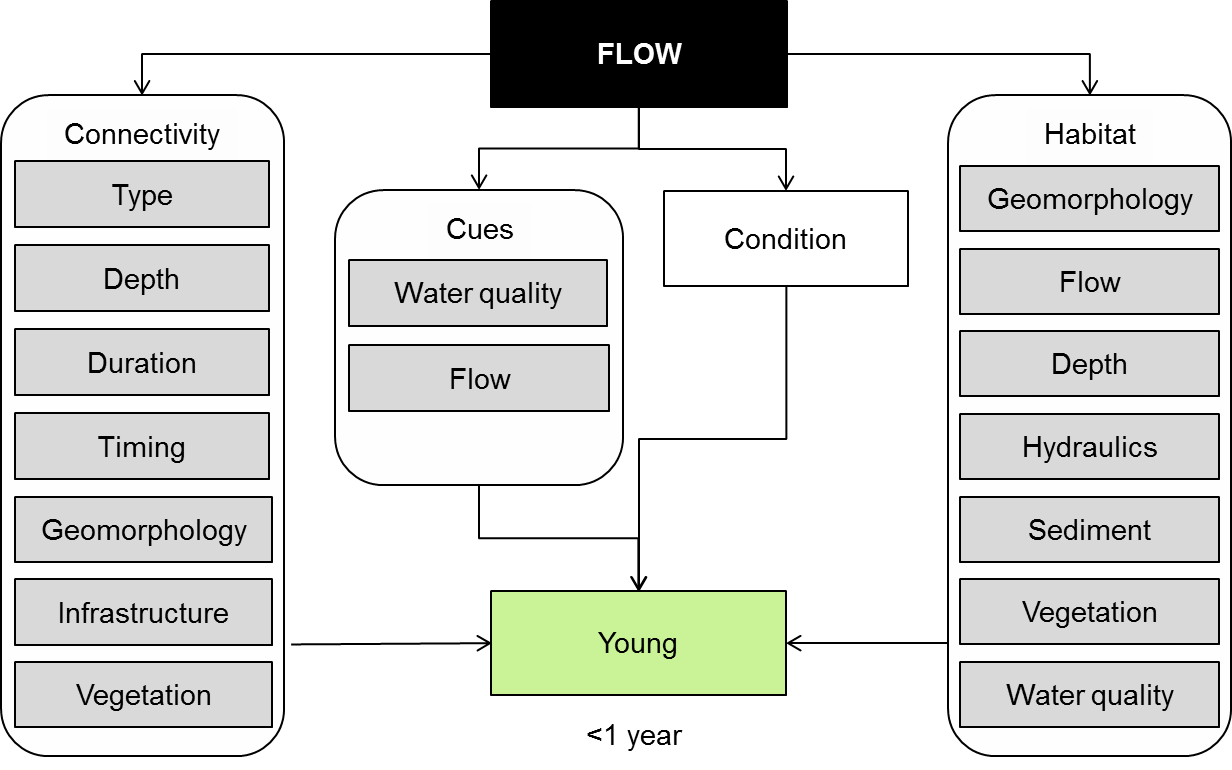 FLOW
Connectivity
Type
Depth
Duration
Timing
Geomorphology
Infrastructure
Vegetation
Cues
Water quality
Flow
Condition
Habitat
Geomorphology
Flow
Depth
Hydraulics
Sediment
Vegetation
Water quality
Young
<1 year